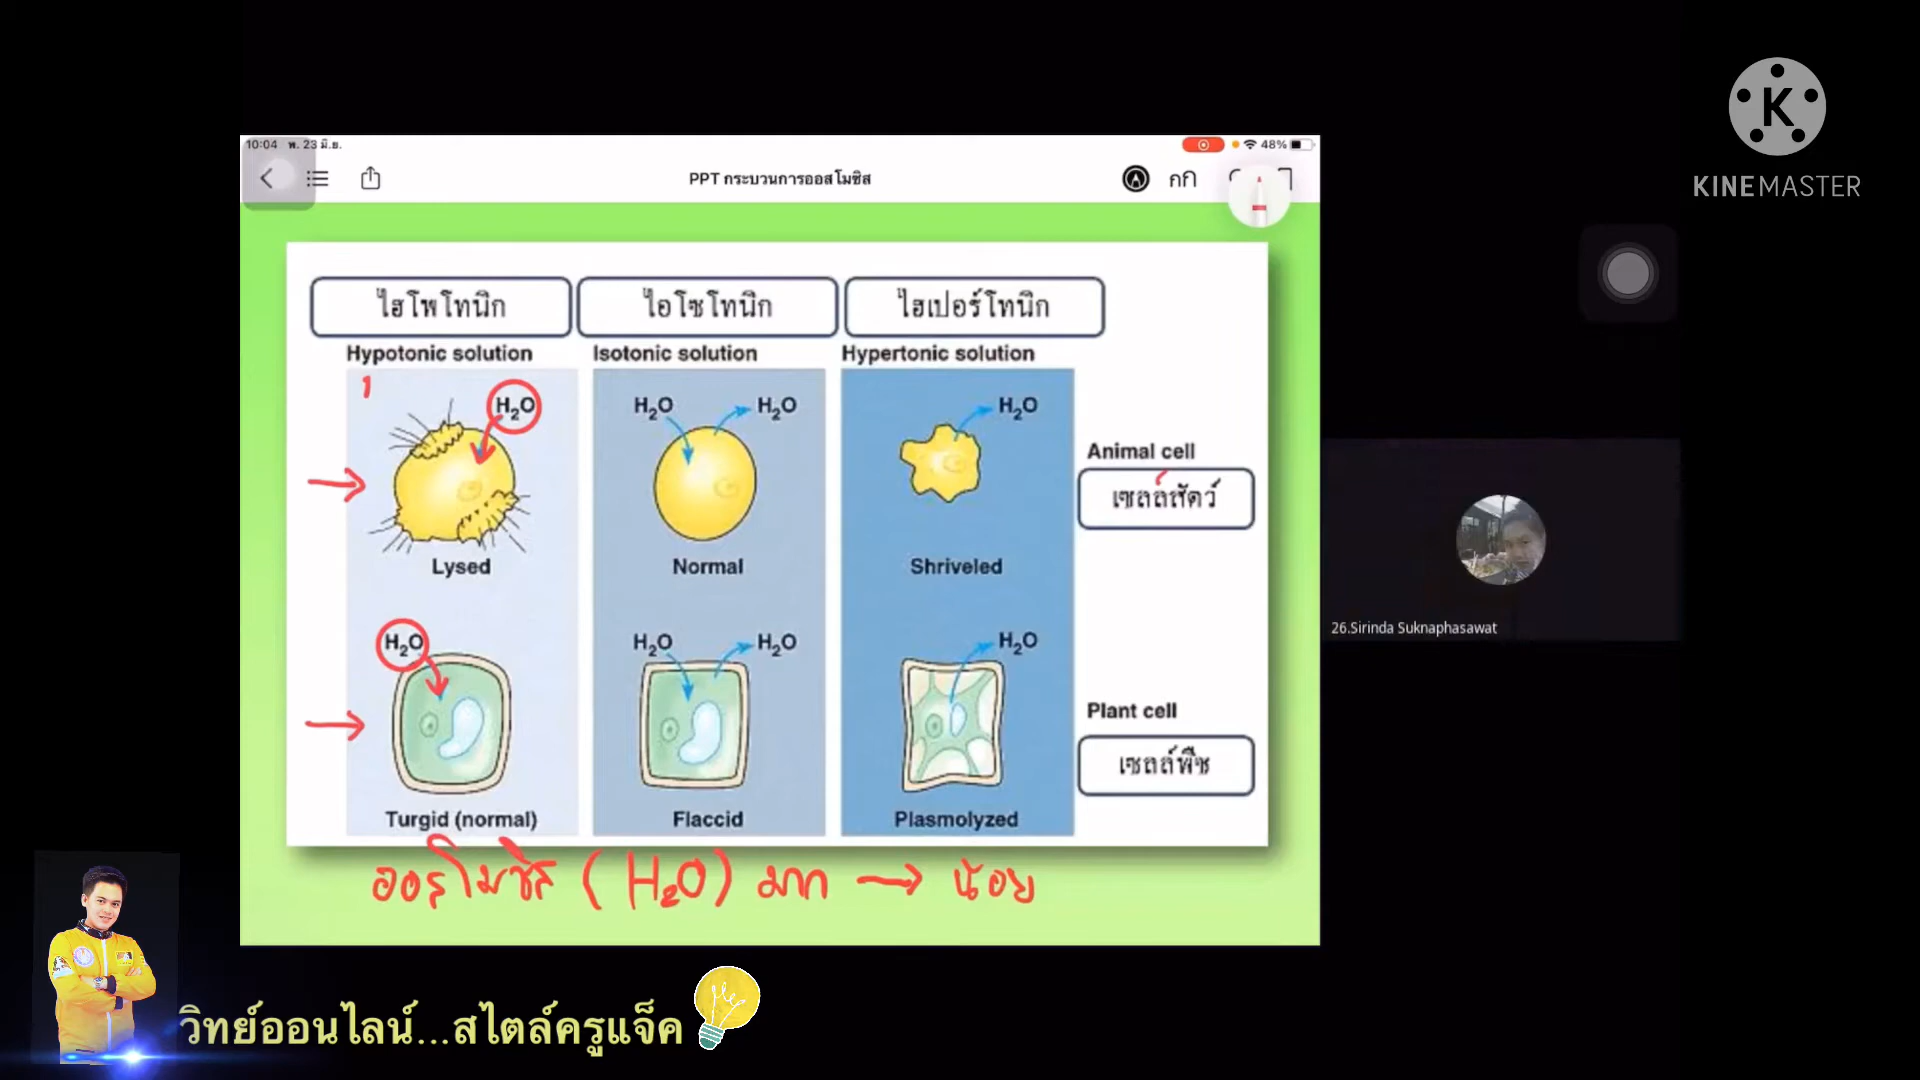 10:04 พ. 23 มิ.ย. 48%
PPT กระบวนการออสโมซิส
กก
K
KINEMASTER
ไฮโพโทนิก ไอโซโทนิก ไฮเปอร์โทนิก
Hypotonic solution Isotonic solution Hypertonic solution
H₂O H₂O H₂O H₂O
Animal cell
เซลล์สัตว์
Lysed Normal Shriveled
26.Sirinda Suknaphasawat
H₂O H₂O H₂O H₂O
Plant cell
เซลล์พืช
Turgid (normal) Flaccid Plasmolyzed
ออสโมซิส (H₂O) มาก → น้อย
วิทย์ออนไลน์...สไตล์ครูแจ็ค